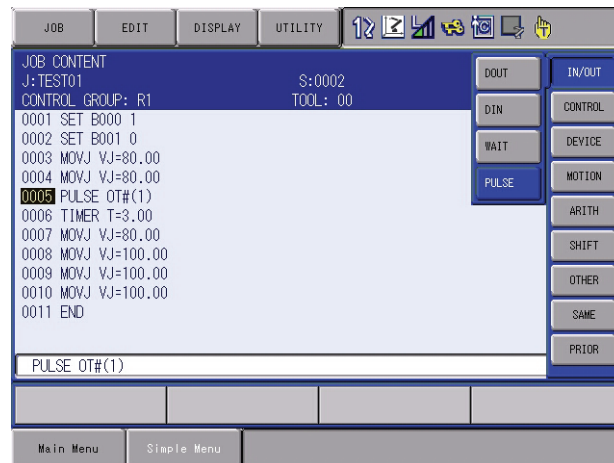 JOB EDIT DISPLAY UTILITY
JOB CONTENT
J:TEST01 S:0002
CONTROL GROUP: R1 TOOL: 00
0001 SET B000 1
0002 SET B001 0
0003 MOVJ VJ=80.00
0004 MOVJ VJ=80.00
0005 PULSE OT#(1)
0006 TIMER T=3.00
0007 MOVJ VJ=80.00
0008 MOVJ VJ=100.00
0009 MOVJ VJ=100.00
0010 MOVJ VJ=100.00
0011 END
DOUT
DIN
WAIT
PULSE
IN/OUT
CONTROL
DEVICE
MOTION
ARITH
SHIFT
OTHER
SAME
PRIOR
PULSE OT#(1)
Main Menu Simple Menu